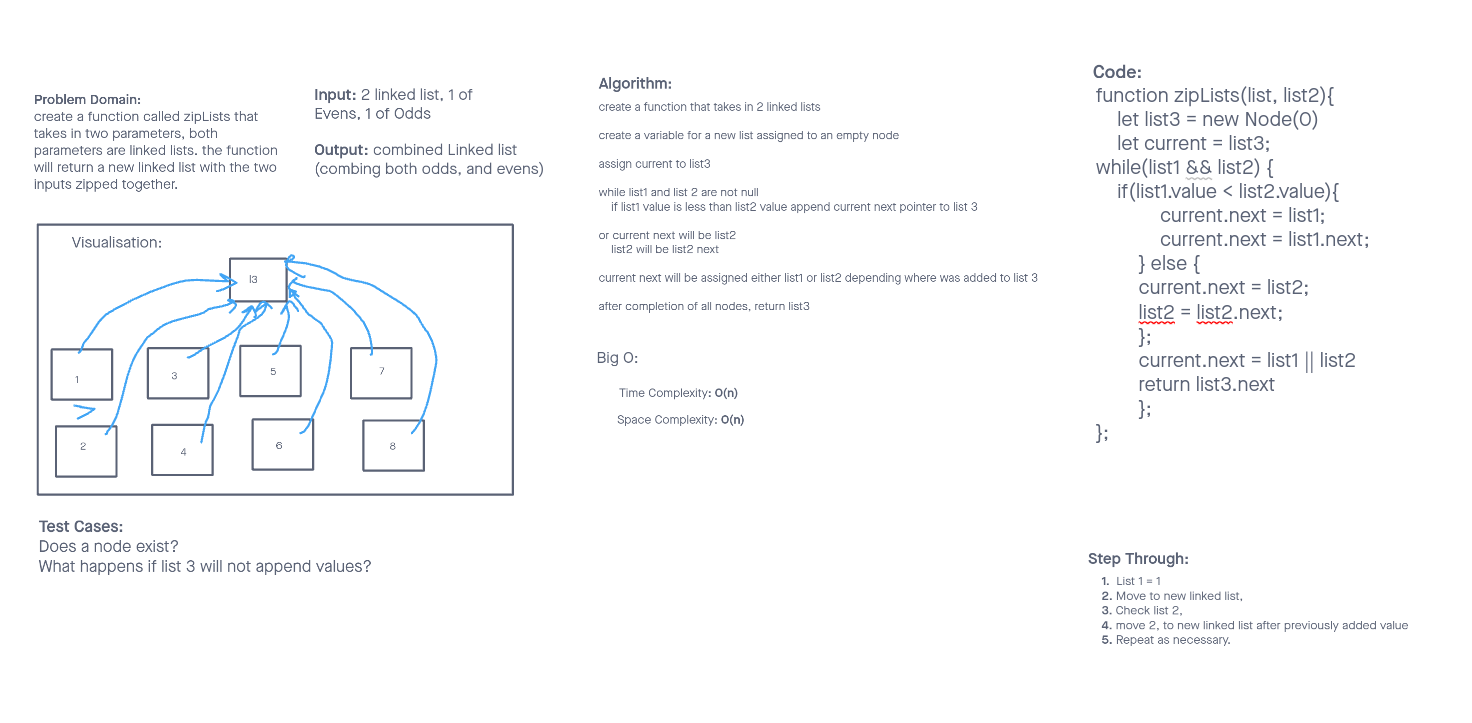 Problem Domain:
create a function called zipLists that
takes in two parameters, both
parameters are linked lists. the function
will return a new linked list with the two
inputs zipped together.
Input: 2 linked list, 1 of
Evens, 1 of Odds
Output: combined Linked list
(combing both odds, and evens)
Visualisation:
l3
1
3
5
7
2
4
6
8
Test Cases:
Does a node exist?
What happens if list 3 will not append values?
Algorithm:
create a function that takes in 2 linked lists
create a variable for a new list assigned to an empty node
assign current to list3
while list1 and list 2 are not null
if list1 value is less than list2 value append current next pointer to list 3
or current next will be list2
list2 will be list2 next
current next will be assigned either list1 or list2 depending where was added to list 3
after completion of all nodes, return list3
Big O:
Time Complexity: O(n)
Space Complexity: O(n)
Code:
function zipLists(list, list2){
let list3 = new Node(0)
let current = list3;
while(list1 && list2) {
if(list1.value < list2.value){
current.next = list1;
current.next = list1.next;
} else {
current.next = list2;
list2 = list2.next;
};
current.next = list1 || list2
return list3.next
};
};
Step Through:
1. List 1 = 1
2. Move to new linked list,
3. Check list 2,
4. move 2, to new linked list after previously added value
5. Repeat as necessary.